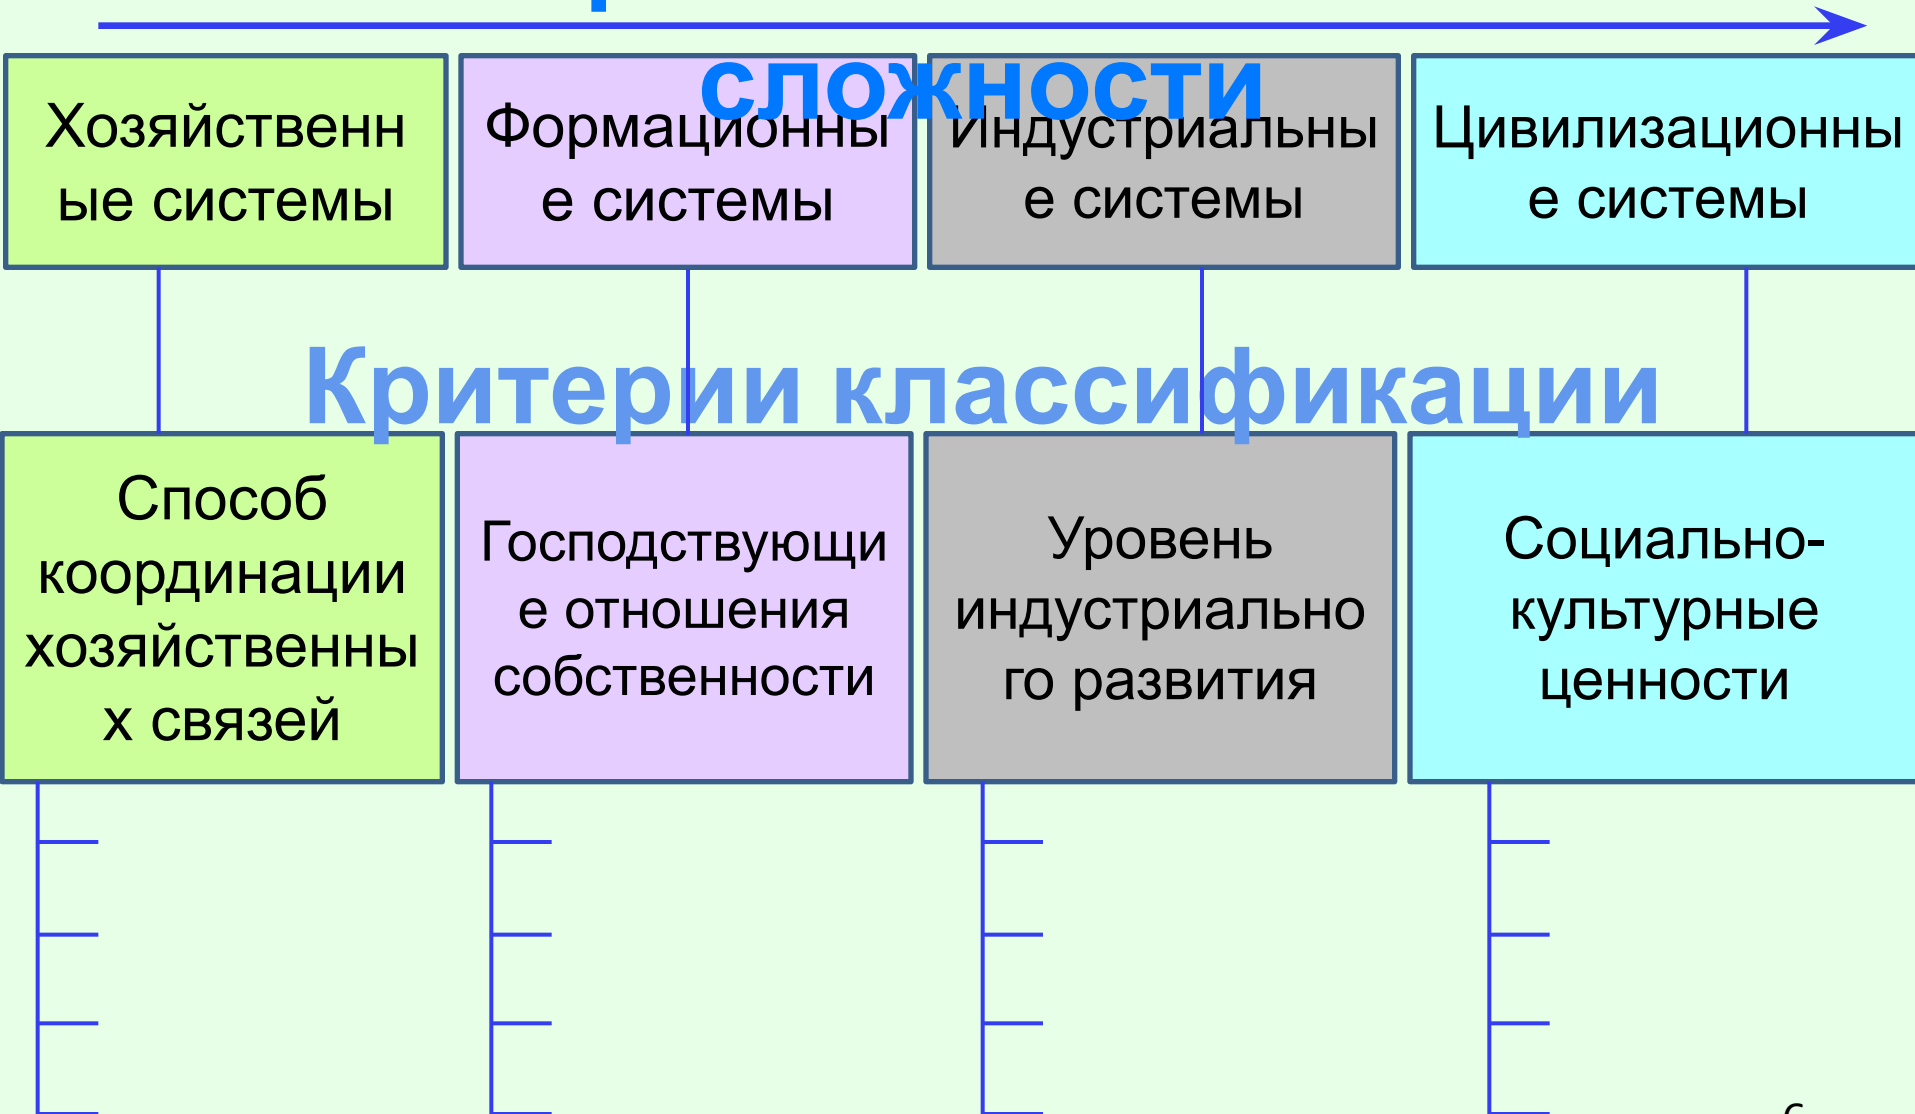 сложности
Хозяйственн
ые системы
Формационны
е системы
Индустриальны
е системы
Цивилизационны
е системы
Критерии классификации
Способ
координации
хозяйственны
х связей
Господствующи
е отношения
собственности
Уровень
индустриально
го развития
Социально-
культурные
ценности